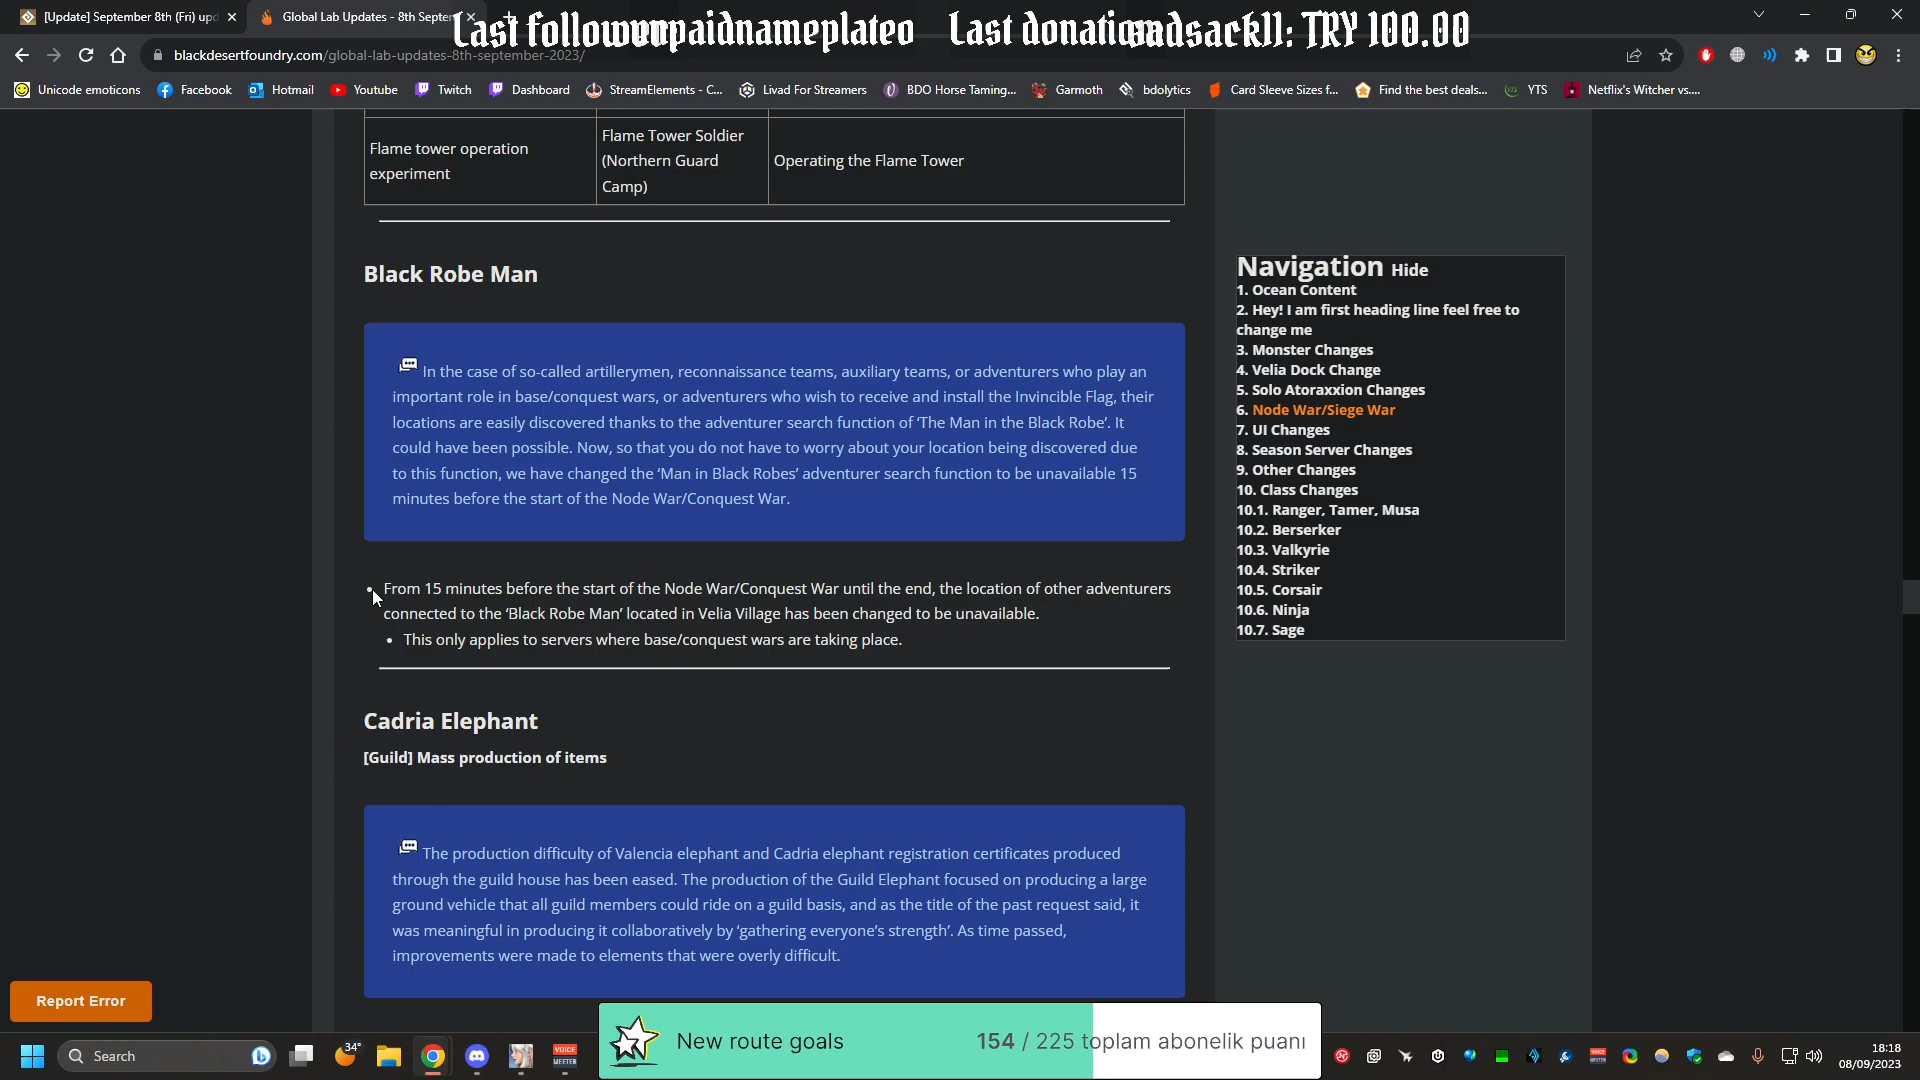 [Update] September 8th (Fri) upd
Global Lab Updates - 8th Septer
Last follower
unpaidnameplateo
Last donation
sadsackll: TRY 100.00
blackdesertfoundry.com/global-lab-updates-8th-september-2023/
Unicode emoticons
Facebook
Hotmail
Youtube
Twitch
Dashboard
StreamElements - C...
Livad For Streamers
BDO Horse Taming...
Garmoth
bdolytics
Card Sleeve Sizes f...
Find the best deals...
YTS
Netflix's Witcher vs....
Flame tower operation
experiment
Flame Tower Soldier
(Northern Guard
Camp)
Operating the Flame Tower
Black Robe Man
In the case of so-called artillerymen, reconnaissance teams, auxiliary teams, or adventurers who play an
important role in base/conquest wars, or adventurers who wish to receive and install the Invincible Flag, their
locations are easily discovered thanks to the adventurer search function of ‘The Man in the Black Robe’. It
could have been possible. Now, so that you do not have to worry about your location being discovered due
to this function, we have changed the ‘Man in Black Robes’ adventurer search function to be unavailable 15
minutes before the start of the Node War/Conquest War.
From 15 minutes before the start of the Node War/Conquest War until the end, the location of other adventurers
connected to the ‘Black Robe Man’ located in Velia Village has been changed to be unavailable.
This only applies to servers where base/conquest wars are taking place.
Cadria Elephant
[Guild] Mass production of items
The production difficulty of Valencia elephant and Cadria elephant registration certificates produced
through the guild house has been eased. The production of the Guild Elephant focused on producing a large
ground vehicle that all guild members could ride on a guild basis, and as the title of the past request said, it
was meaningful in producing it collaboratively by ‘gathering everyone’s strength’. As time passed,
improvements were made to elements that were overly difficult.
Navigation Hide
1. Ocean Content
2. Hey! I am first heading line feel free to
change me
3. Monster Changes
4. Velia Dock Change
5. Solo Atoraxxion Changes
6. Node War/Siege War
7. UI Changes
8. Season Server Changes
9. Other Changes
10. Class Changes
10.1. Ranger, Tamer, Musa
10.2. Berserker
10.3. Valkyrie
10.4. Striker
10.5. Corsair
10.6. Ninja
10.7. Sage
Report Error
New route goals
154 / 225 toplam abonelik puanı
Search
34°
VOICE
MEETER
18:18
08/09/2023